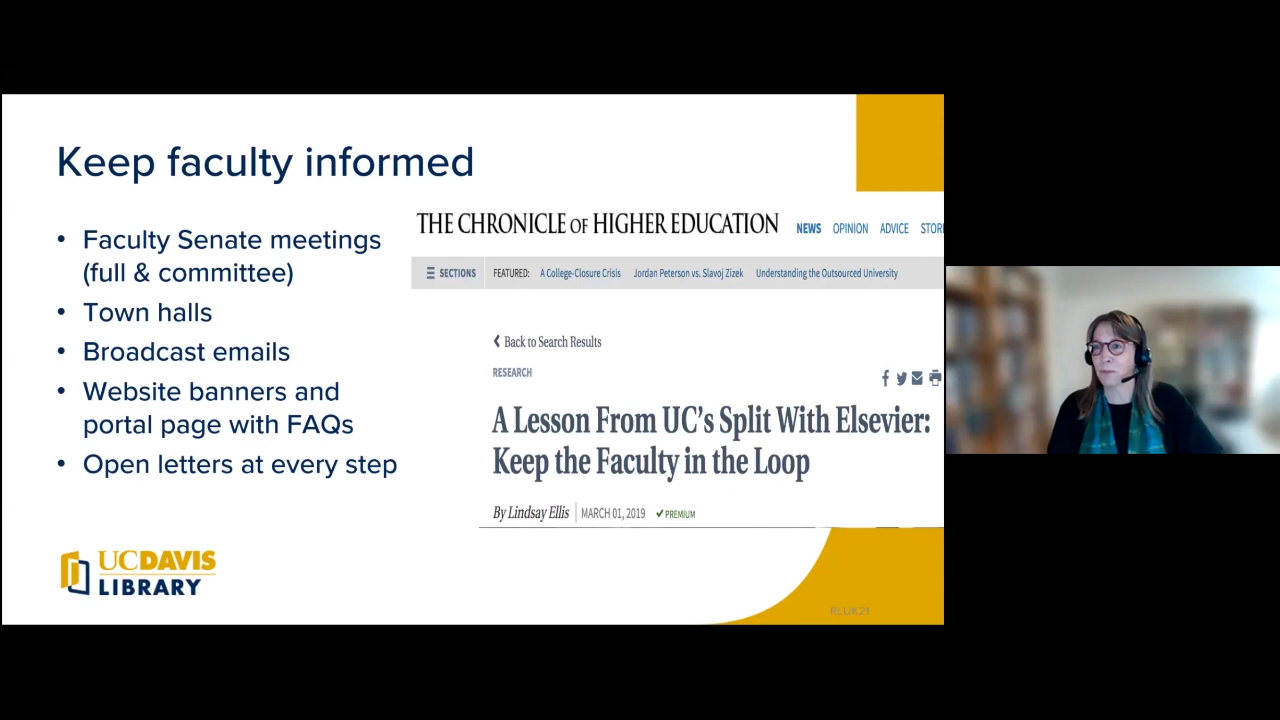 Keep faculty informed
• Faculty Senate meetings
(full & committee)
• Town halls
• Broadcast emails
• Website banners and
portal page with FAQs
• Open letters at every step
THE CHRONICLE OF HIGHER EDUCATION
NEWS OPINION ADVICE STOR
SECTIONS FEATURED: A College-Closure Crisis Jordan Peterson vs. Slavoj Zizek Understanding the Outsourced University
Back to Search Results
RESEARCH
A Lesson From UC’s Split With Elsevier:
Keep the Faculty in the Loop
By Lindsay Ellis MARCH 01, 2019 ✔PREMIUM
UCDAVIS
LIBRARY
RLUK21